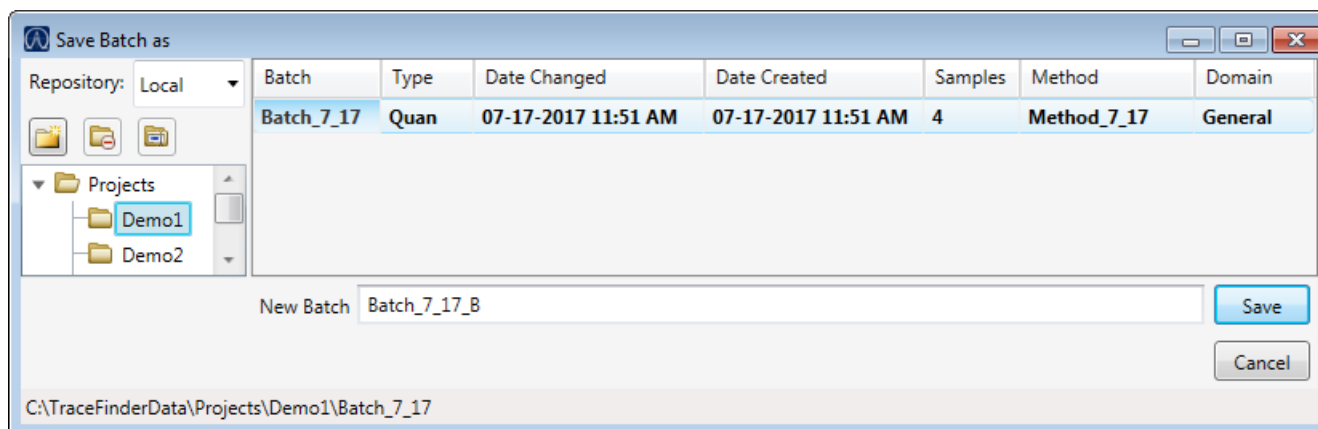 Save Batch as
Repository: Local
Batch Type Date Changed Date Created Samples Method Domain
Batch_7_17 Quan 07-17-2017 11:51 AM 07-17-2017 11:51 AM 4 Method_7_17 General
Projects
Demo1
Demo2
New Batch Batch_7_17_B Save
Cancel
C:\TraceFinderData\Projects\Demo1\Batch_7_17